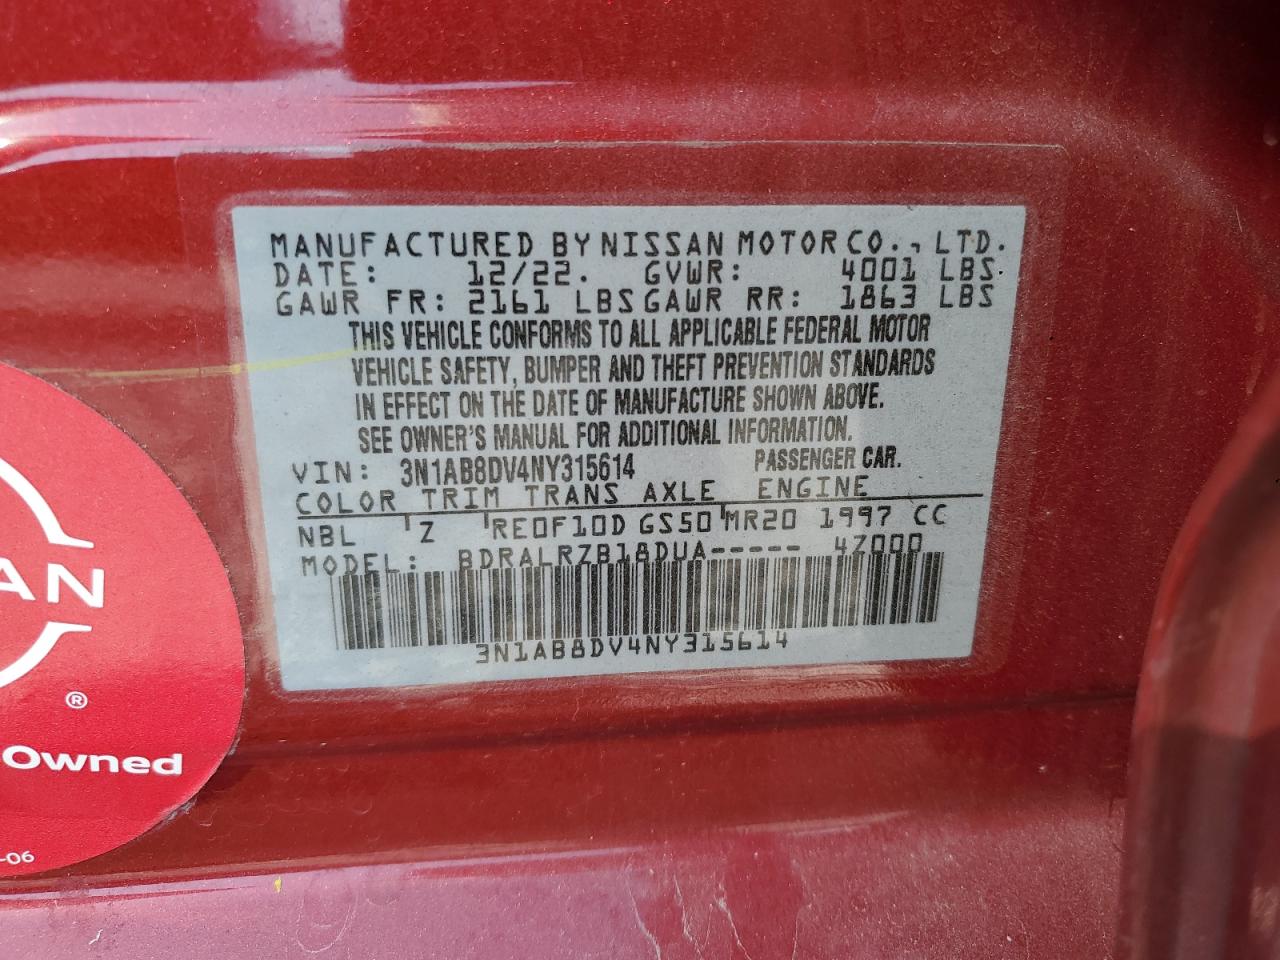 MANUFACTURED BY NISSAN MOTOR CO., LTD.
DATE: 12/22. GVWR: 4001 LBS
GAWR FR: 2161 LBS GAWR RR: 1863 LBS
THIS VEHICLE CONFORMS TO ALL APPLICABLE FEDERAL MOTOR
VEHICLE SAFETY, BUMPER AND THEFT PREVENTION STANDARDS
IN EFFECT ON THE DATE OF MANUFACTURE SHOWN ABOVE.
SEE OWNER'S MANUAL FOR ADDITIONAL INFORMATION.
VIN: 3N1AB8DV4NY315614 PASSENGER CAR.
COLOR TRIM TRANS AXLE ENGINE
NBL Z RE0F10D GS50 MR20 1997 CC
MODEL: BDRALRZB18DUA----- 4Z000
3N1AB8DV4NY315614
AN
®
Owned
-06